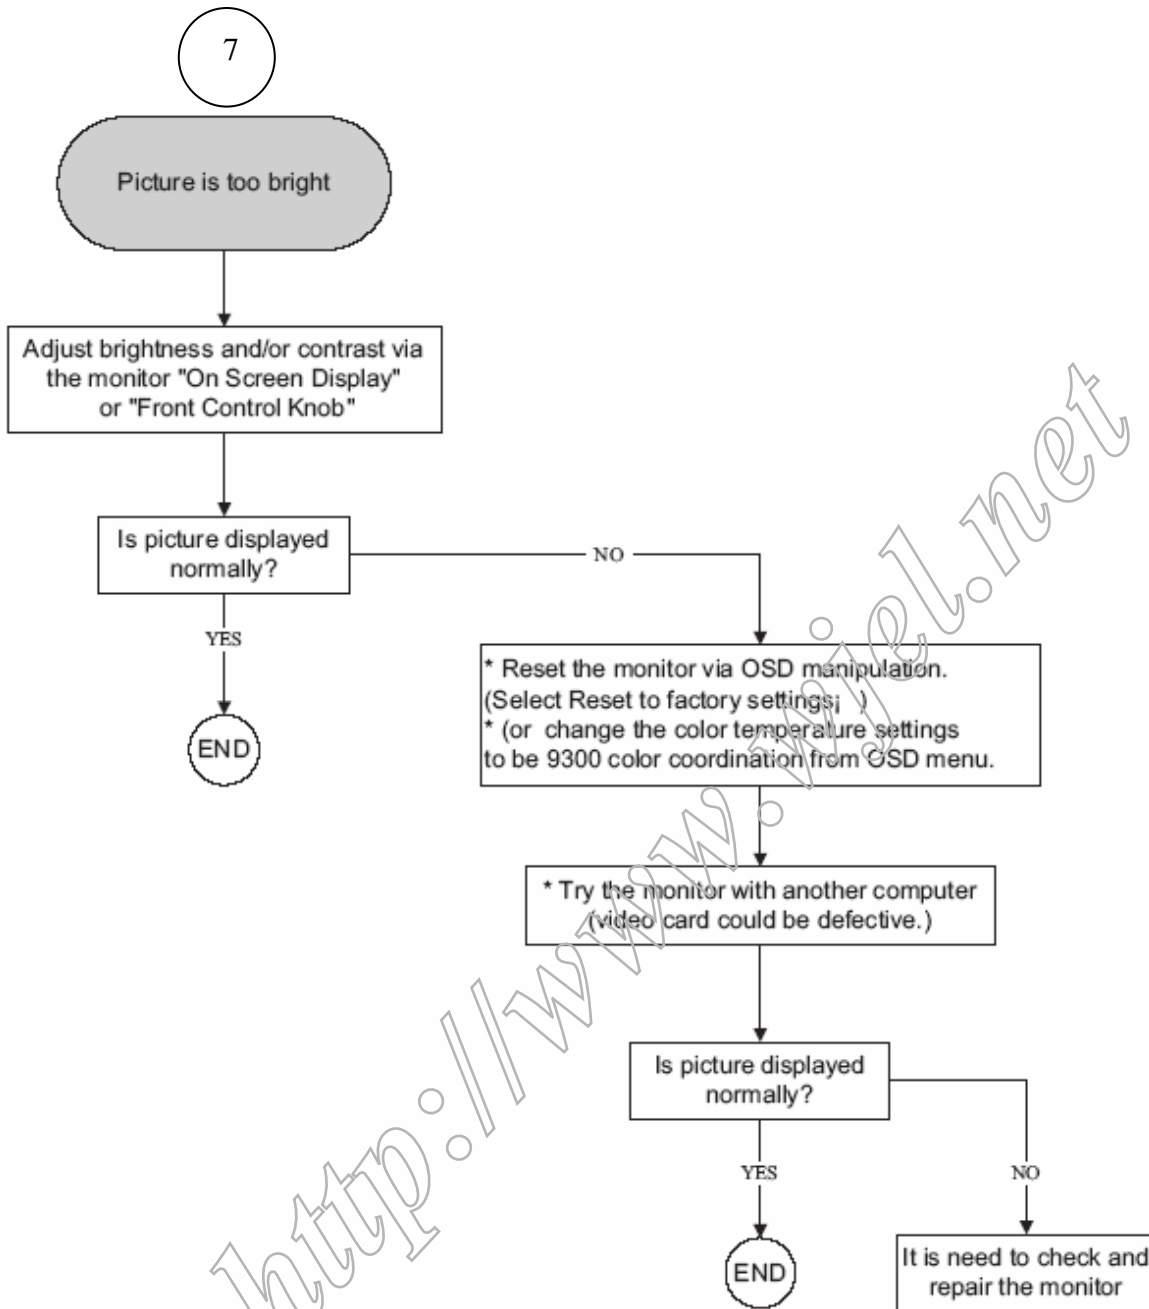 7
Picture is too bright
Adjust brightness and/or contrast via
the monitor "On Screen Display"
or "Front Control Knob"
Is picture displayed
normally?
NO
YES
END
* Reset the monitor via OSD manipulation.
(Select Reset to factory settings¡ )
* (or change the color temperature settings
to be 9300 color coordination from OSD menu.
* Try the monitor with another computer
(video card could be defective.)
Is picture displayed
normally?
YES
NO
END
It is need to check and
repair the monitor
http://www.wjel.net